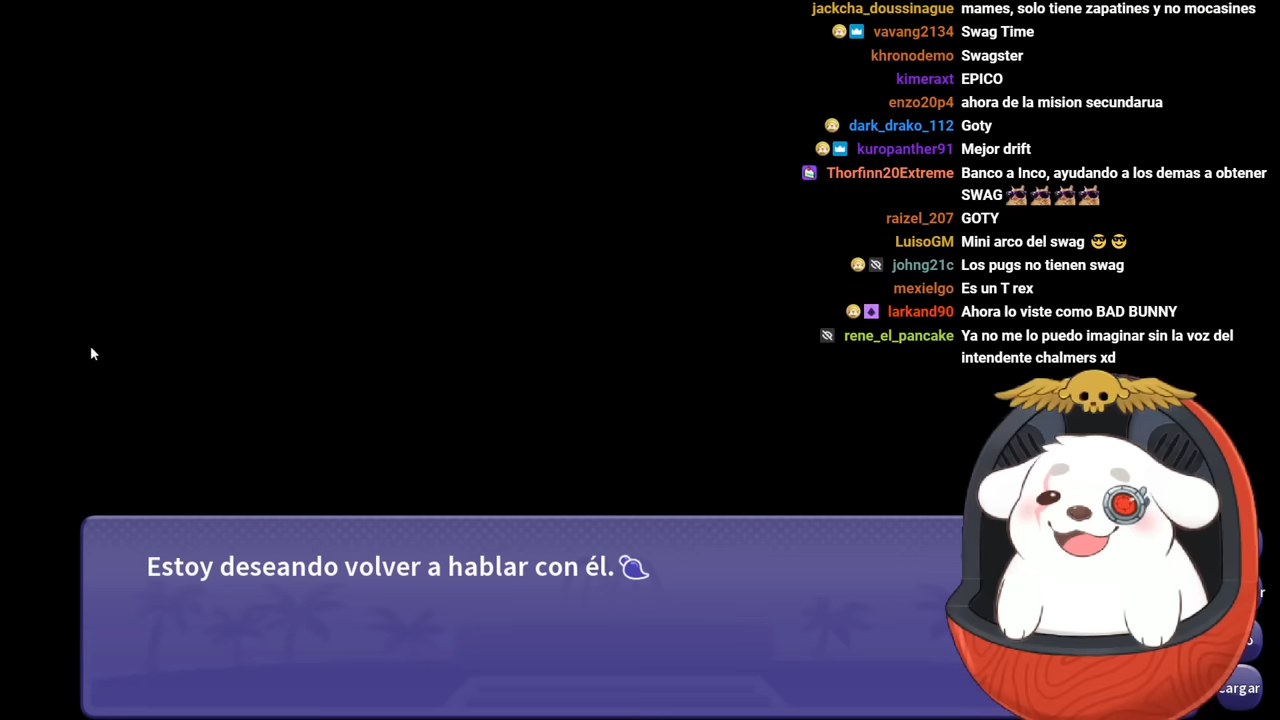 jackcha_doussinague mames, solo tiene zapatines y no mocasines
vavang2134 Swag Time
khronodemo Swagster
kimeraxt EPICO
enzo20p4 ahora de la mision secundarua
dark_drako_112 Goty
kuropanther91 Mejor drift
Thorfinn20Extreme Banco a Inco, ayudando a los demas a obtener
SWAG
raizel_207 GOTY
LuisoGM Mini arco del swag 😎 😎
johng21c Los pugs no tienen swag
mexielgo Es un T rex
larkand90 Ahora lo viste como BAD BUNNY
rene_el_pancake Ya no me lo puedo imaginar sin la voz del
intendente chalmers xd
Estoy deseando volver a hablar con él.